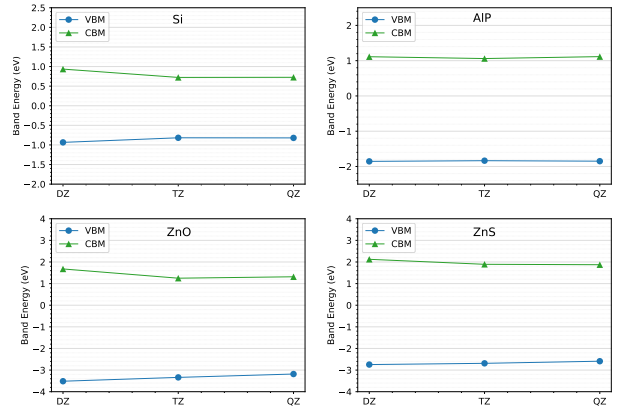 Si
VBM
CBM
Band Energy (eV)
2.5
2.0
1.5
1.0
0.5
0.0
−0.5
−1.0
−1.5
−2.0
DZ TZ QZ
AlP
VBM
CBM
Band Energy (eV)
2
1
0
−1
−2
DZ TZ QZ
ZnO
VBM
CBM
Band Energy (eV)
4
3
2
1
0
−1
−2
−3
−4
DZ TZ QZ
ZnS
VBM
CBM
Band Energy (eV)
4
3
2
1
0
−1
−2
−3
−4
DZ TZ QZ